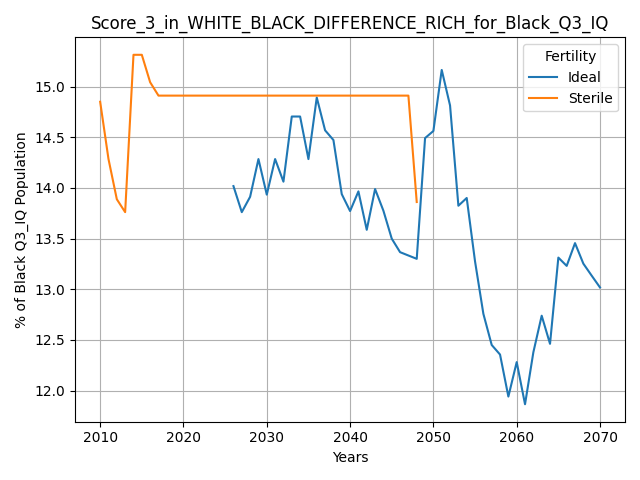 Score_3_in_WHITE_BLACK_DIFFERENCE_RICH_for_Black_Q3_IQ
Fertility
Ideal
Sterile
% of Black Q3_IQ Population
15.0
14.5
14.0
13.5
13.0
12.5
12.0
2010 2020 2030 2040 2050 2060 2070
Years